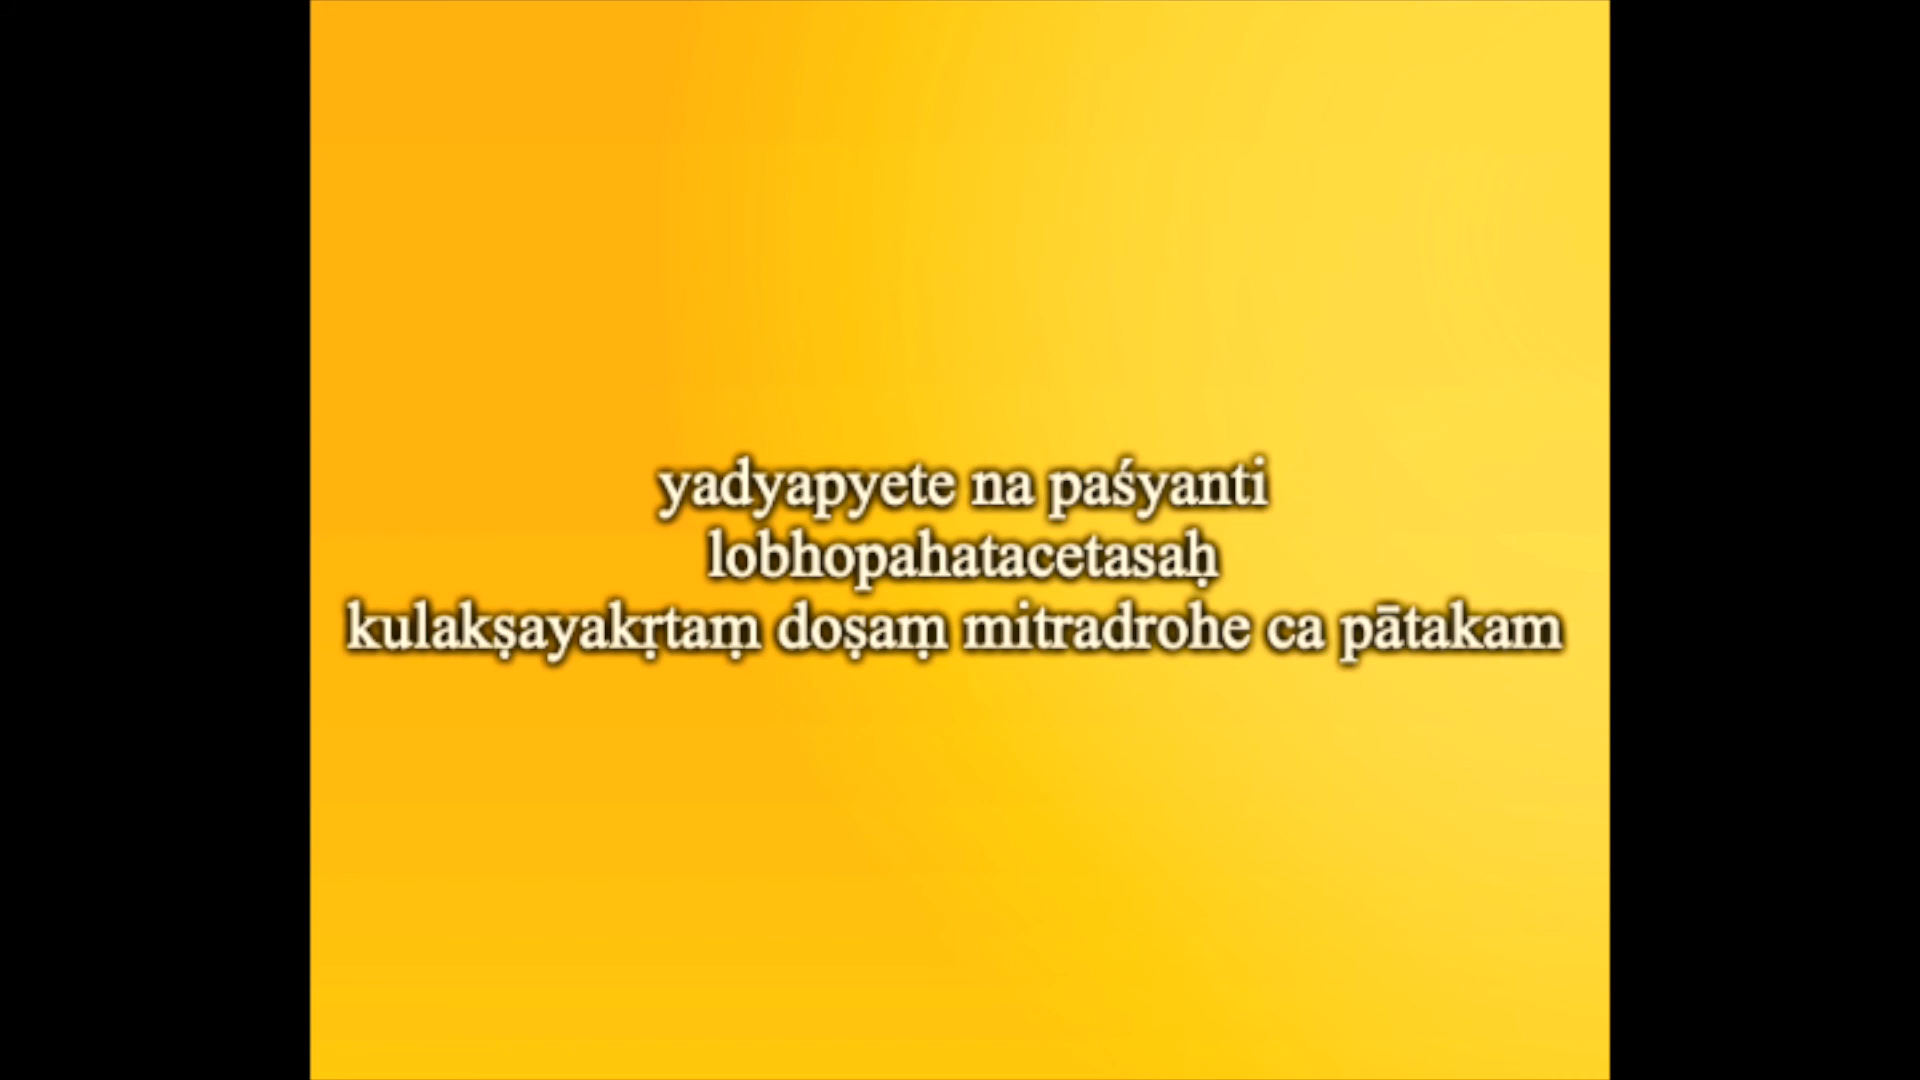 yadyapyete na paśyanti
lobhopahatacetasaḥ
kulakṣayakṛtaṃ doṣaṃ mitradrohe ca pātakam